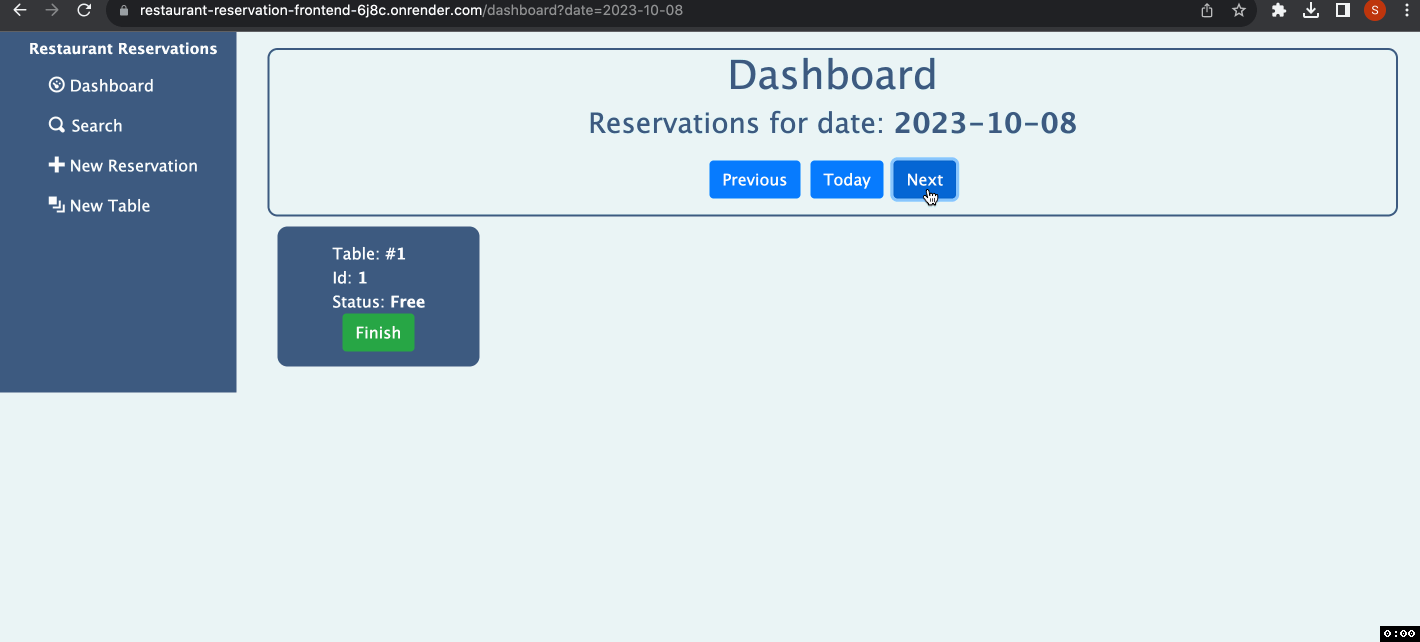 restaurant-reservation-frontend-6j8c.onrender.com/dashboard?date=2023-10-08
S
Restaurant Reservations
Dashboard
Search
New Reservation
New Table
Dashboard
Reservations for date: 2023-10-08
Previous Today Next
Table: #1
Id: 1
Status: Free
Finish
0:00